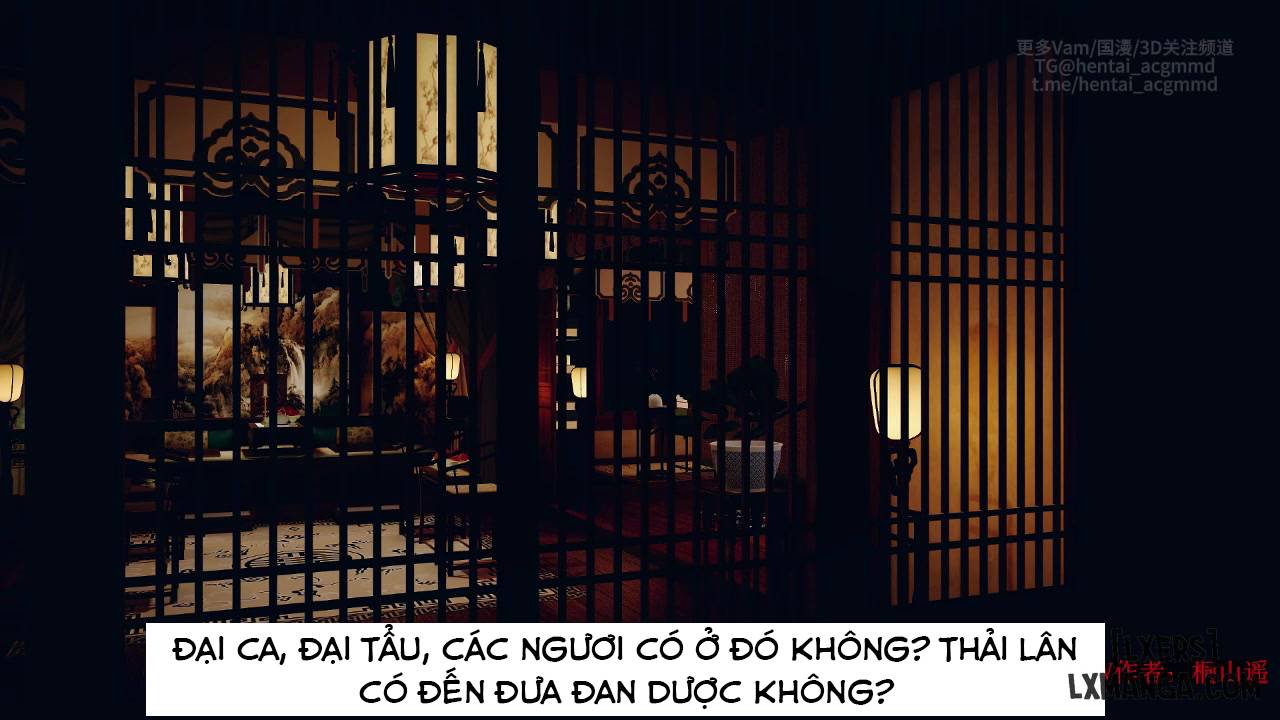 更多Vam/国漫/3D关注频道
TG@hentai_acgmmd
t.me/hentai_acgmmd
ĐẠI CA, ĐẠI TẨU, CÁC NGƯƠI CÓ Ở ĐÓ KHÔNG? THẢI LÂN
CÓ ĐẾN ĐƯA ĐAN DƯỢC KHÔNG?
[LXERS]
作者：桐山遥
LXMANGA.COM